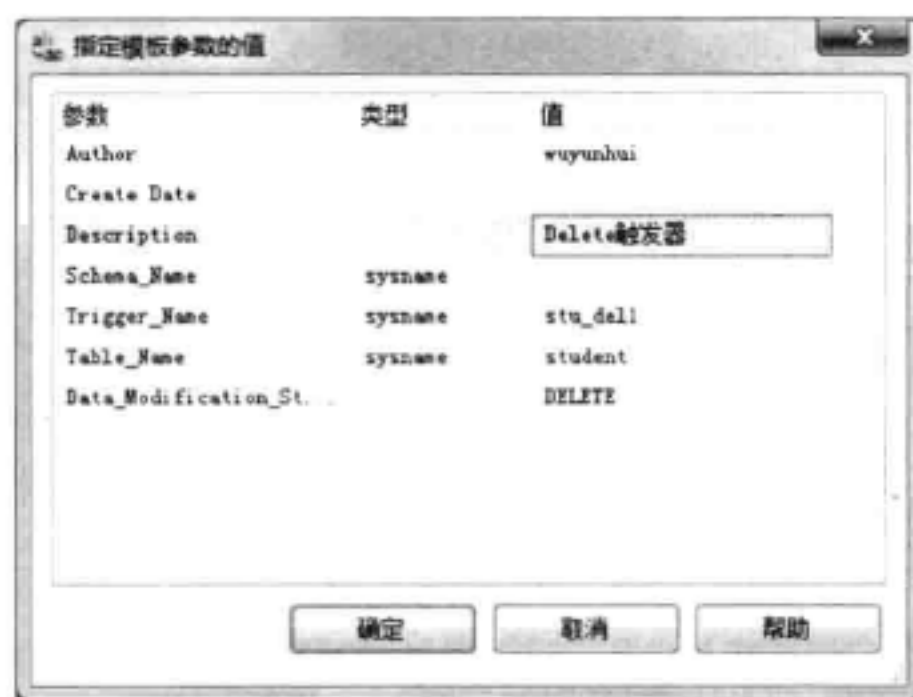 指定模板参数的值
参数 类型 值
Author wuyunhui
Create Date
Description Delete触发器
Schema_Name sysname
Trigger_Name sysname stu_del1
Table_Name sysname student
Data_Modification_St... DELETE
确定 取消 帮助